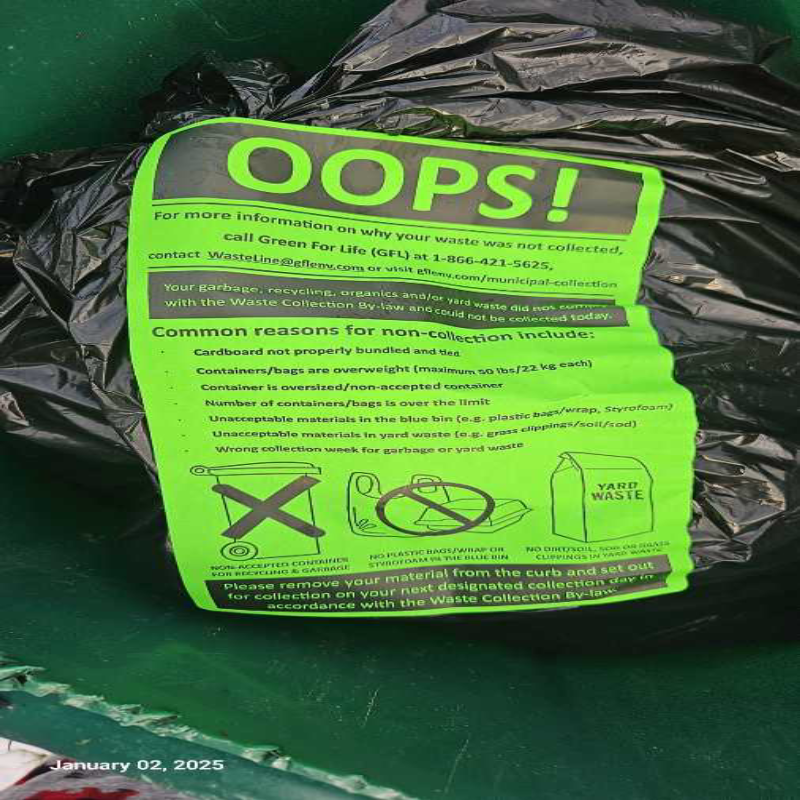 OOPS!
For more information on why your waste was not collected,
call Green For Life (GFL) at 1-866-421-5625,
contact WasteLine@gflenv.com or visit gflenv.com/municipal-collection
Your garbage, recycling, organics and/or yard waste did not comply
with the Waste Collection By-law and could not be collected today.
Common reasons for non-collection include:
· Cardboard not properly bundled and tied
· Containers/bags are overweight (maximum 50 lbs/22 kg each)
· Container is oversized/non-accepted container
· Number of containers/bags is over the limit
· Unacceptable materials in the blue bin (e.g. plastic bags/wrap, Styrofoam)
· Unacceptable materials in yard waste (e.g. grass clippings/soil/sod)
· Wrong collection week for garbage or yard waste
YARD
WASTE
NON-ACCEPTED CONTAINER
FOR RECYCLING & GARBAGE
NO PLASTIC BAGS/WRAP OR
STYROFOAM IN THE BLUE BIN
NO DIRT/SOIL, SOD OR GRASS
CLIPPINGS IN YARD WASTE
Please remove your material from the curb and set out
for collection on your next designated collection day in
accordance with the Waste Collection By-law.
January 02, 2025